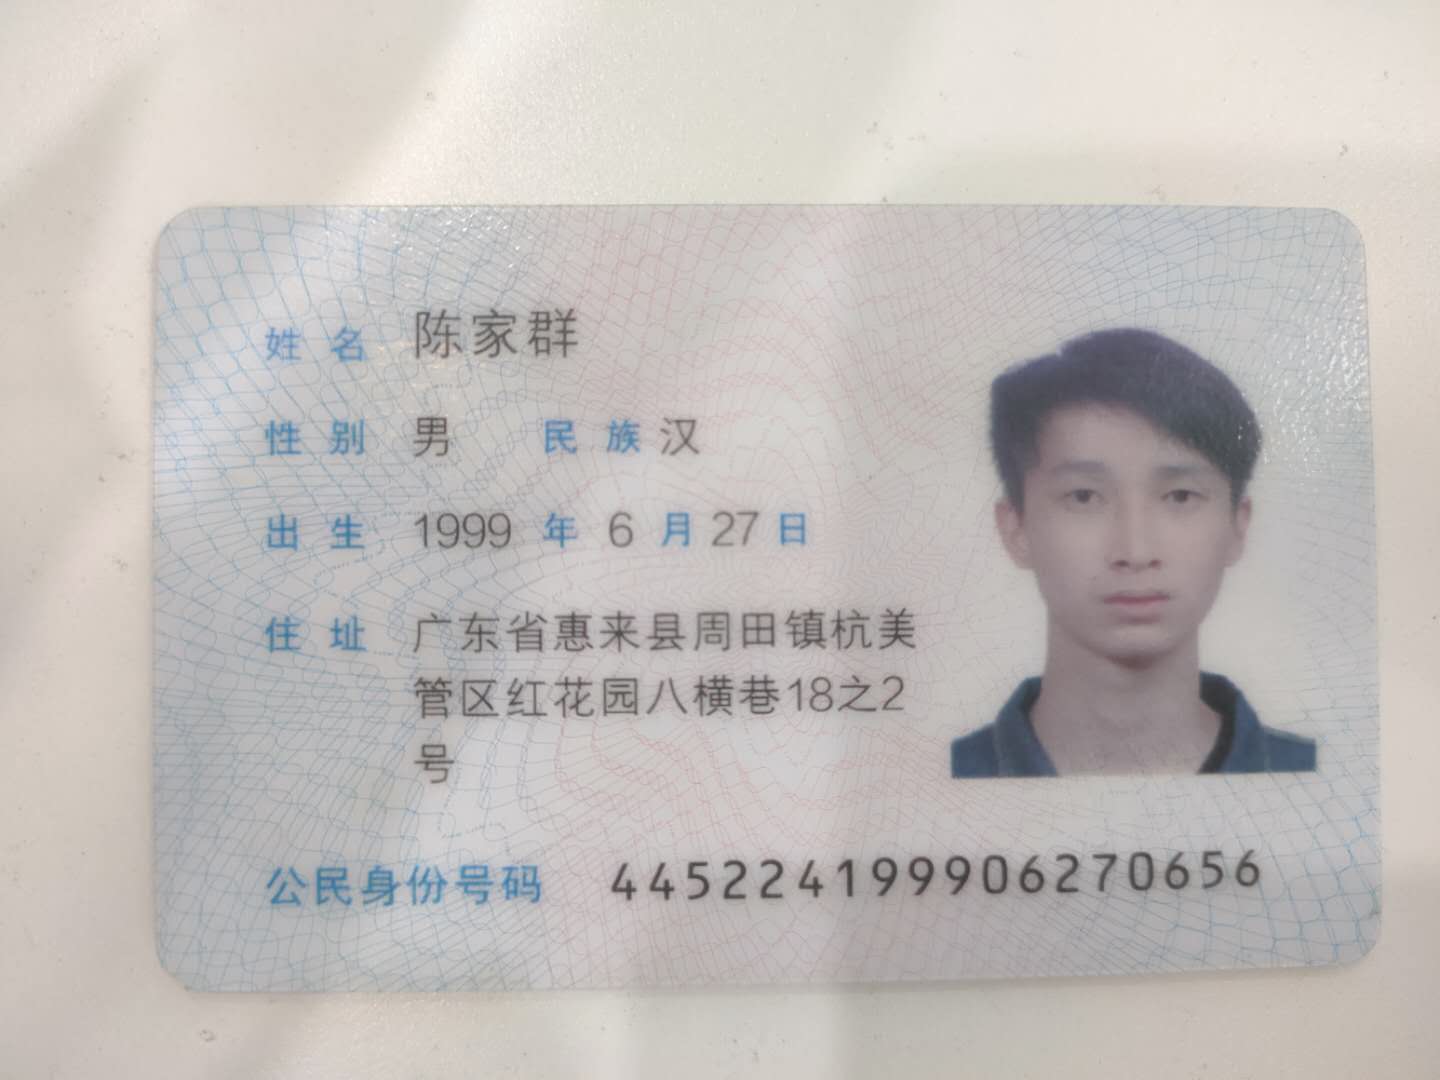 姓名 陈家群
性别 男 民族 汉
出生 1999 年 6 月 27 日
住址 广东省惠来县周田镇杭美
管区红花园八横巷18之2
号
公民身份号码 445224199906270656